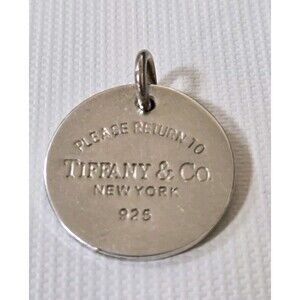 PLEASE RETURN TO
TIFFANY & CO.
NEW YORK
925